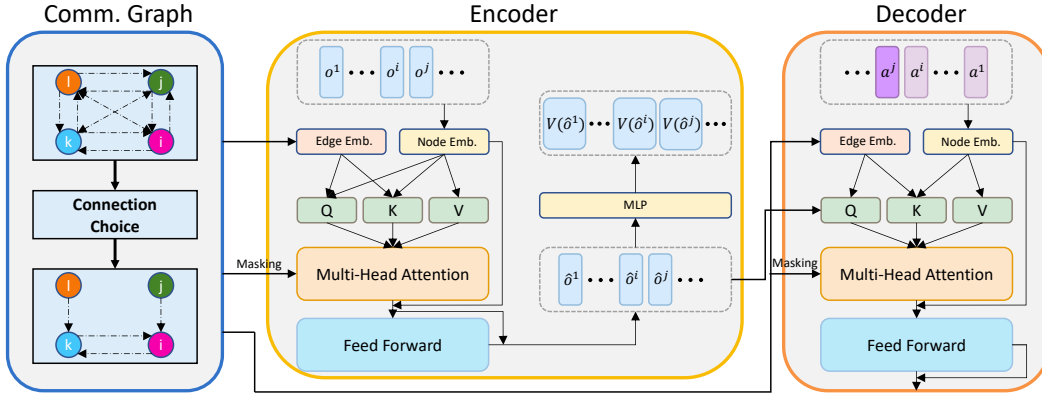 Comm. Graph
l
j
k
i
Connection
Choice
l
j
k
i
Encoder
o¹ ··· oⁱ oʲ ···
Edge Emb.
Node Emb.
Q
K
V
Masking
Multi-Head Attention
Feed Forward
V(ô¹) ··· V(ôⁱ) V(ôʲ) ···
MLP
ô¹ ··· ôⁱ ôʲ ···
Decoder
··· aʲ aⁱ ··· a¹
Edge Emb.
Node Emb.
Q
K
V
Masking
Multi-Head Attention
Feed Forward